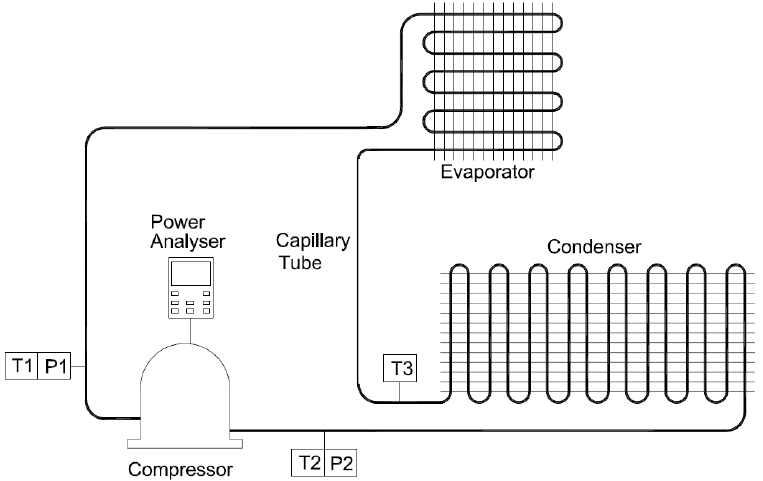 Evaporator
Power
Analyser
Capillary
Tube
Condenser
T1 P1
T3
T2 P2
Compressor